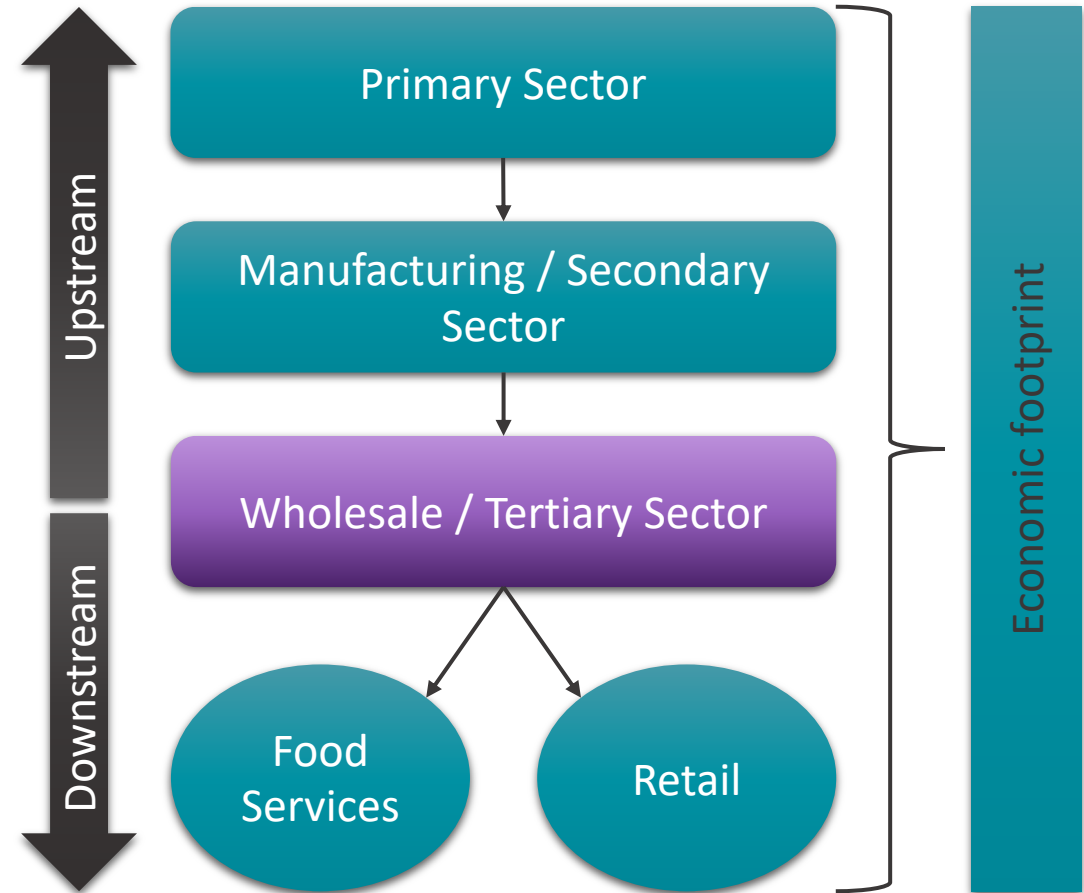 Upstream
Downstream
Primary Sector
Manufacturing / Secondary
Sector
Wholesale / Tertiary Sector
Food
Services
Retail
Economic footprint